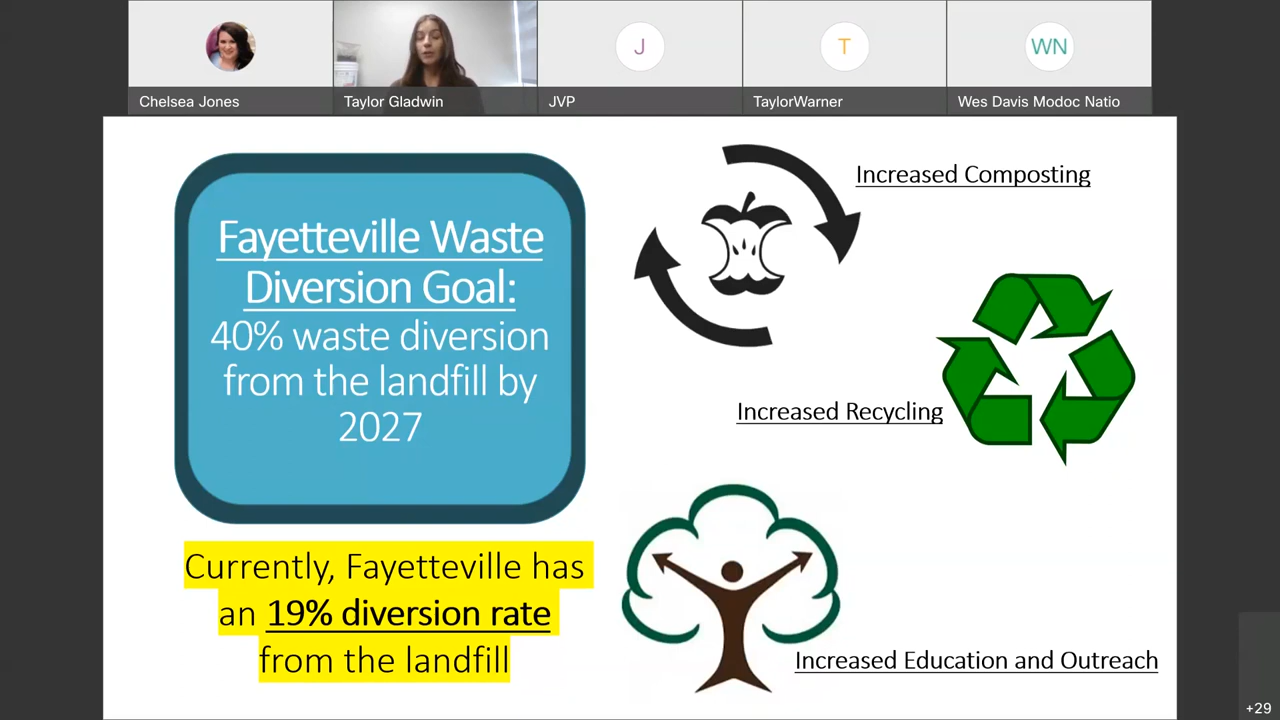 J
T
WN
Chelsea Jones
Taylor Gladwin
JVP
TaylorWarner
Wes Davis Modoc Natio
Fayetteville Waste
Diversion Goal:
40% waste diversion
from the landfill by
2027
Currently, Fayetteville has
an 19% diversion rate
from the landfill
Increased Composting
Increased Recycling
Increased Education and Outreach
+29